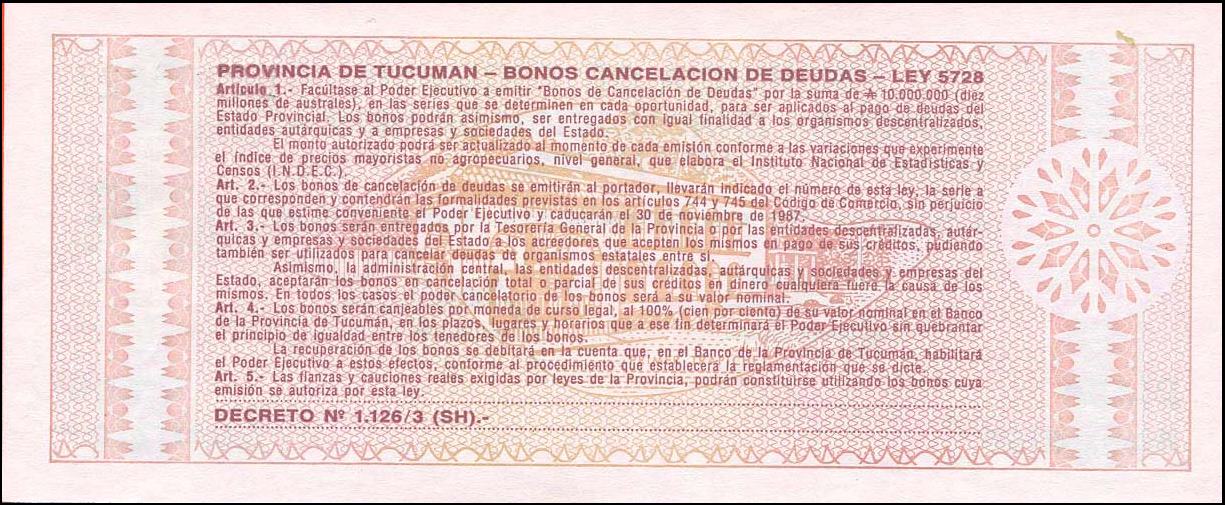 PROVINCIA DE TUCUMAN – BONOS CANCELACION DE DEUDAS – LEY 5728
Artículo 1.- Facúltase al Poder Ejecutivo a emitir "Bonos de Cancelación de Deudas" por la suma de ₳ 10.000.000 (diez
millones de australes), en las series que se determinen en cada oportunidad, para ser aplicados al pago de deudas del
Estado Provincial. Los bonos podrán asimismo, ser entregados con igual finalidad a los organismos descentralizados,
entidades autárquicas y a empresas y sociedades del Estado.
El monto autorizado podrá ser actualizado al momento de cada emisión conforme a las variaciones que experimente
el índice de precios mayoristas no agropecuarios, nivel general, que elabora el Instituto Nacional de Estadísticas y
Censos (I.N.D.E.C.).
Art. 2.- Los bonos de cancelación de deudas se emitirán al portador, llevarán indicado el número de esta ley, la serie a
que corresponden y contendrán las formalidades previstas en los artículos 744 y 745 del Código de Comercio, sin perjuicio
de las que estime conveniente el Poder Ejecutivo y caducarán el 30 de noviembre de 1987.
Art. 3.- Los bonos serán entregados por la Tesorería General de la Provincia o por las entidades descentralizadas, autár-
quicas y empresas y sociedades del Estado a los acreedores que acepten los mismos en pago de sus créditos, pudiendo
también ser utilizados para cancelar deudas de organismos estatales entre sí.
Asimismo, la administración central, las entidades descentralizadas, autárquicas y sociedades y empresas del
Estado, aceptarán los bonos en cancelación total o parcial de sus créditos en dinero cualquiera fuere la causa de los
mismos. En todos los casos el poder cancelatorio de los bonos será a su valor nominal.
Art. 4.- Los bonos serán canjeables por moneda de curso legal, al 100% (cien por ciento) de su valor nominal en el Banco
de la Provincia de Tucumán, en los plazos, lugares y horarios que a ese fin determinará el Poder Ejecutivo sin quebrantar
el principio de igualdad entre los tenedores de los bonos.
La recuperación de los bonos se debitará en la cuenta que, en el Banco de la Provincia de Tucumán, habilitará
el Poder Ejecutivo a estos efectos, conforme al procedimiento que establecerá la reglamentación que se dicte.
Art. 5.- Las fianzas y cauciones reales exigidas por leyes de la Provincia, podrán constituirse utilizando los bonos cuya
emisión se autoriza por esta ley.
DECRETO Nº 1.126/3 (SH).-